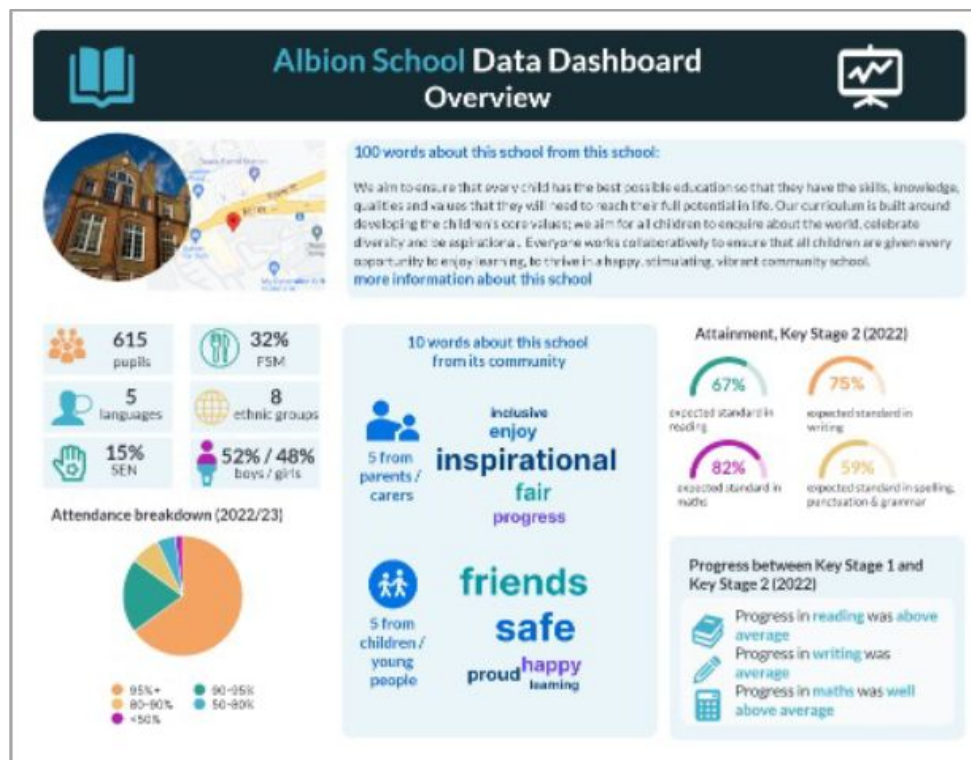 Albion School Data Dashboard
Overview
100 words about this school from this school:
We aim to ensure that every child has the best possible education so that they have the skills, knowledge,
qualities and values that they will need to reach their full potential in life. Our curriculum is built around
developing the children's core values; we aim for all children to enquire about the world, celebrate
diversity and be aspirational. Everyone works collaboratively to ensure that all children are given every
opportunity to enjoy learning, to thrive in a happy, stimulating, vibrant community school.
more information about this school
615
pupils
32%
FSM
5
languages
8
ethnic groups
15%
SEN
52% / 48%
boys / girls
Attendance breakdown (2022/23)
95%+
90-95%
80-90%
50-80%
<50%
10 words about this school
from its community
5 from
parents /
carers
inclusive
enjoy
inspirational
fair
progress
5 from
children /
young
people
friends
safe
proud happy
learning
Attainment, Key Stage 2 (2022)
67%
expected standard in
reading
75%
expected standard in
writing
82%
expected standard in
maths
59%
expected standard in spelling,
punctuation & grammar
Progress between Key Stage 1 and
Key Stage 2 (2022)
Progress in reading was above
average
Progress in writing was
average
Progress in maths was well
above average